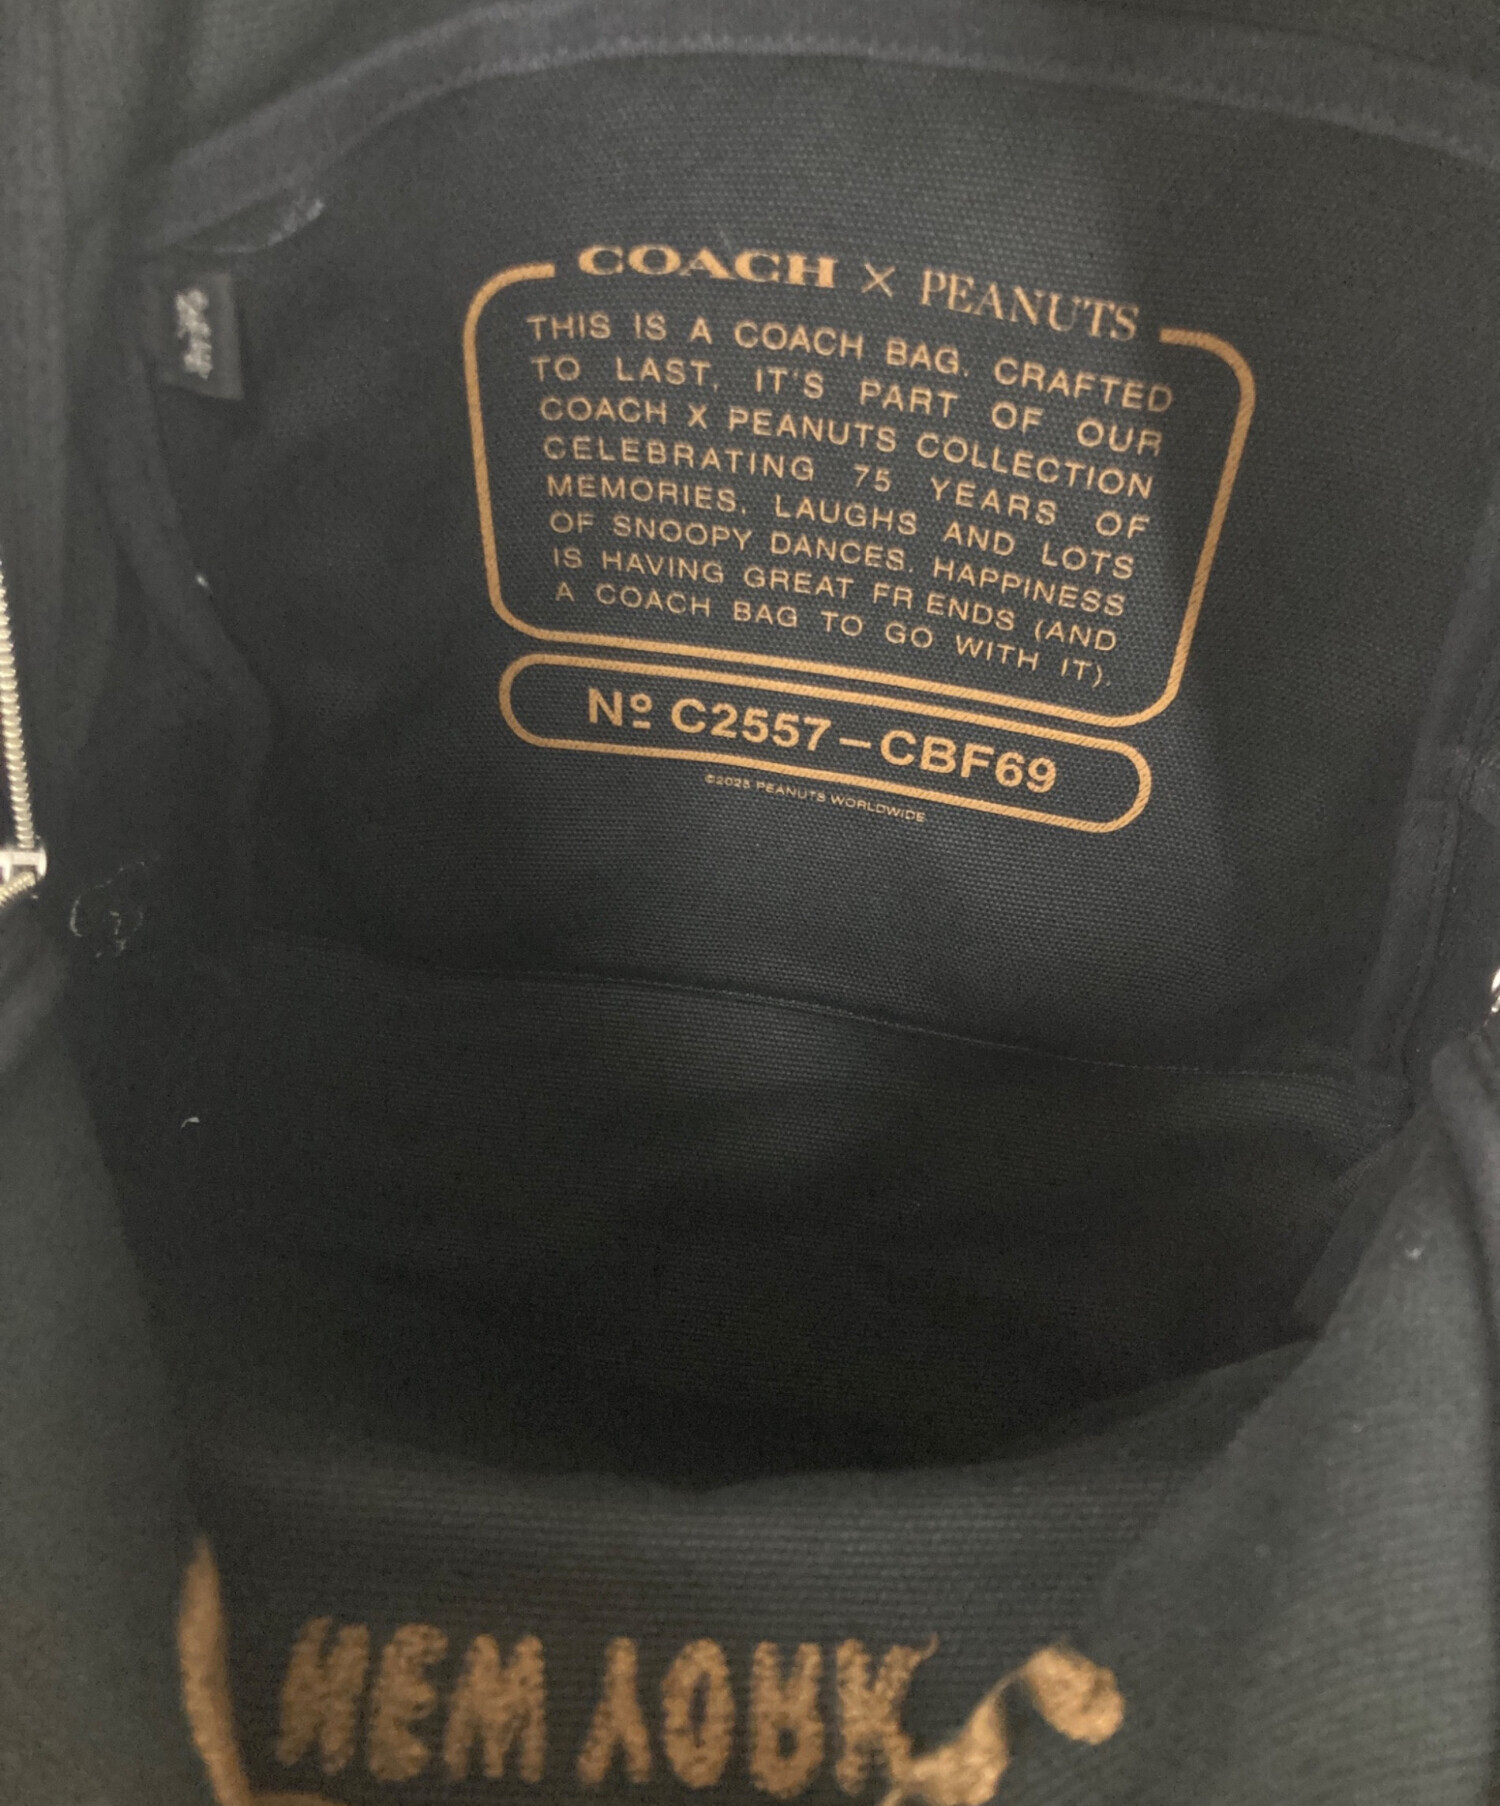 COACH × PEANUTS
THIS IS A COACH BAG. CRAFTED
TO LAST, IT'S PART OF OUR
COACH X PEANUTS COLLECTION
CELEBRATING 75 YEARS OF
MEMORIES, LAUGHS AND LOTS
OF SNOOPY DANCES. HAPPINESS
IS HAVING GREAT FR ENDS (AND
A COACH BAG TO GO WITH IT).
Nº C2557–CBF69
©2025 PEANUTS WORLDWIDE
NEW YORK